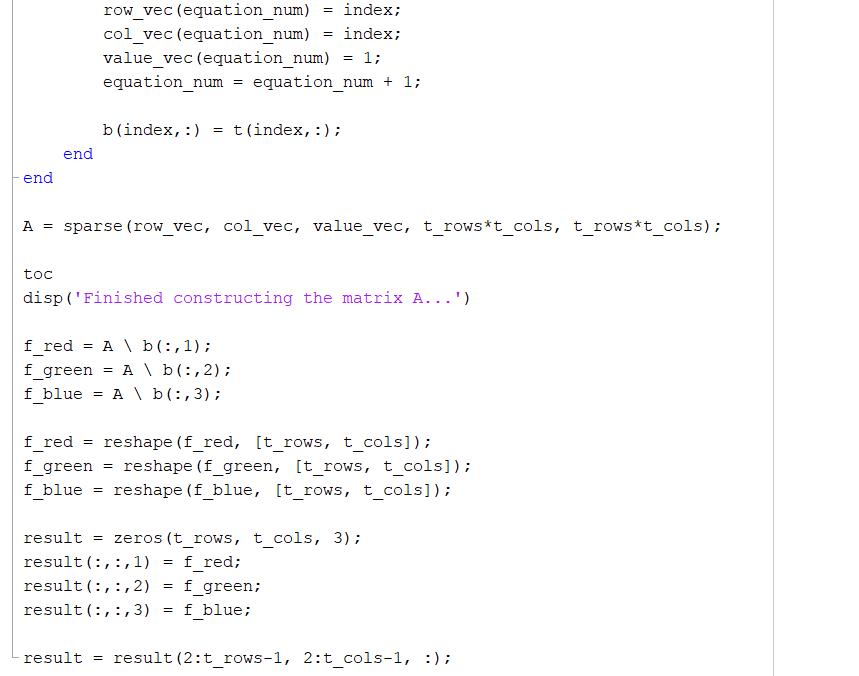 row_vec(equation_num) = index;
col_vec(equation_num) = index;
value_vec(equation_num) = 1;
equation_num = equation_num + 1;
b(index,:) = t(index,:);
end
end
A = sparse(row_vec, col_vec, value_vec, t_rows*t_cols, t_rows*t_cols);
toc
disp('Finished constructing the matrix A...')
f_red = A \ b(:,1);
f_green = A \ b(:,2);
f_blue = A \ b(:,3);
f_red = reshape(f_red, [t_rows, t_cols]);
f_green = reshape(f_green, [t_rows, t_cols]);
f_blue = reshape(f_blue, [t_rows, t_cols]);
result = zeros(t_rows, t_cols, 3);
result(:,:,1) = f_red;
result(:,:,2) = f_green;
result(:,:,3) = f_blue;
result = result(2:t_rows-1, 2:t_cols-1, :);